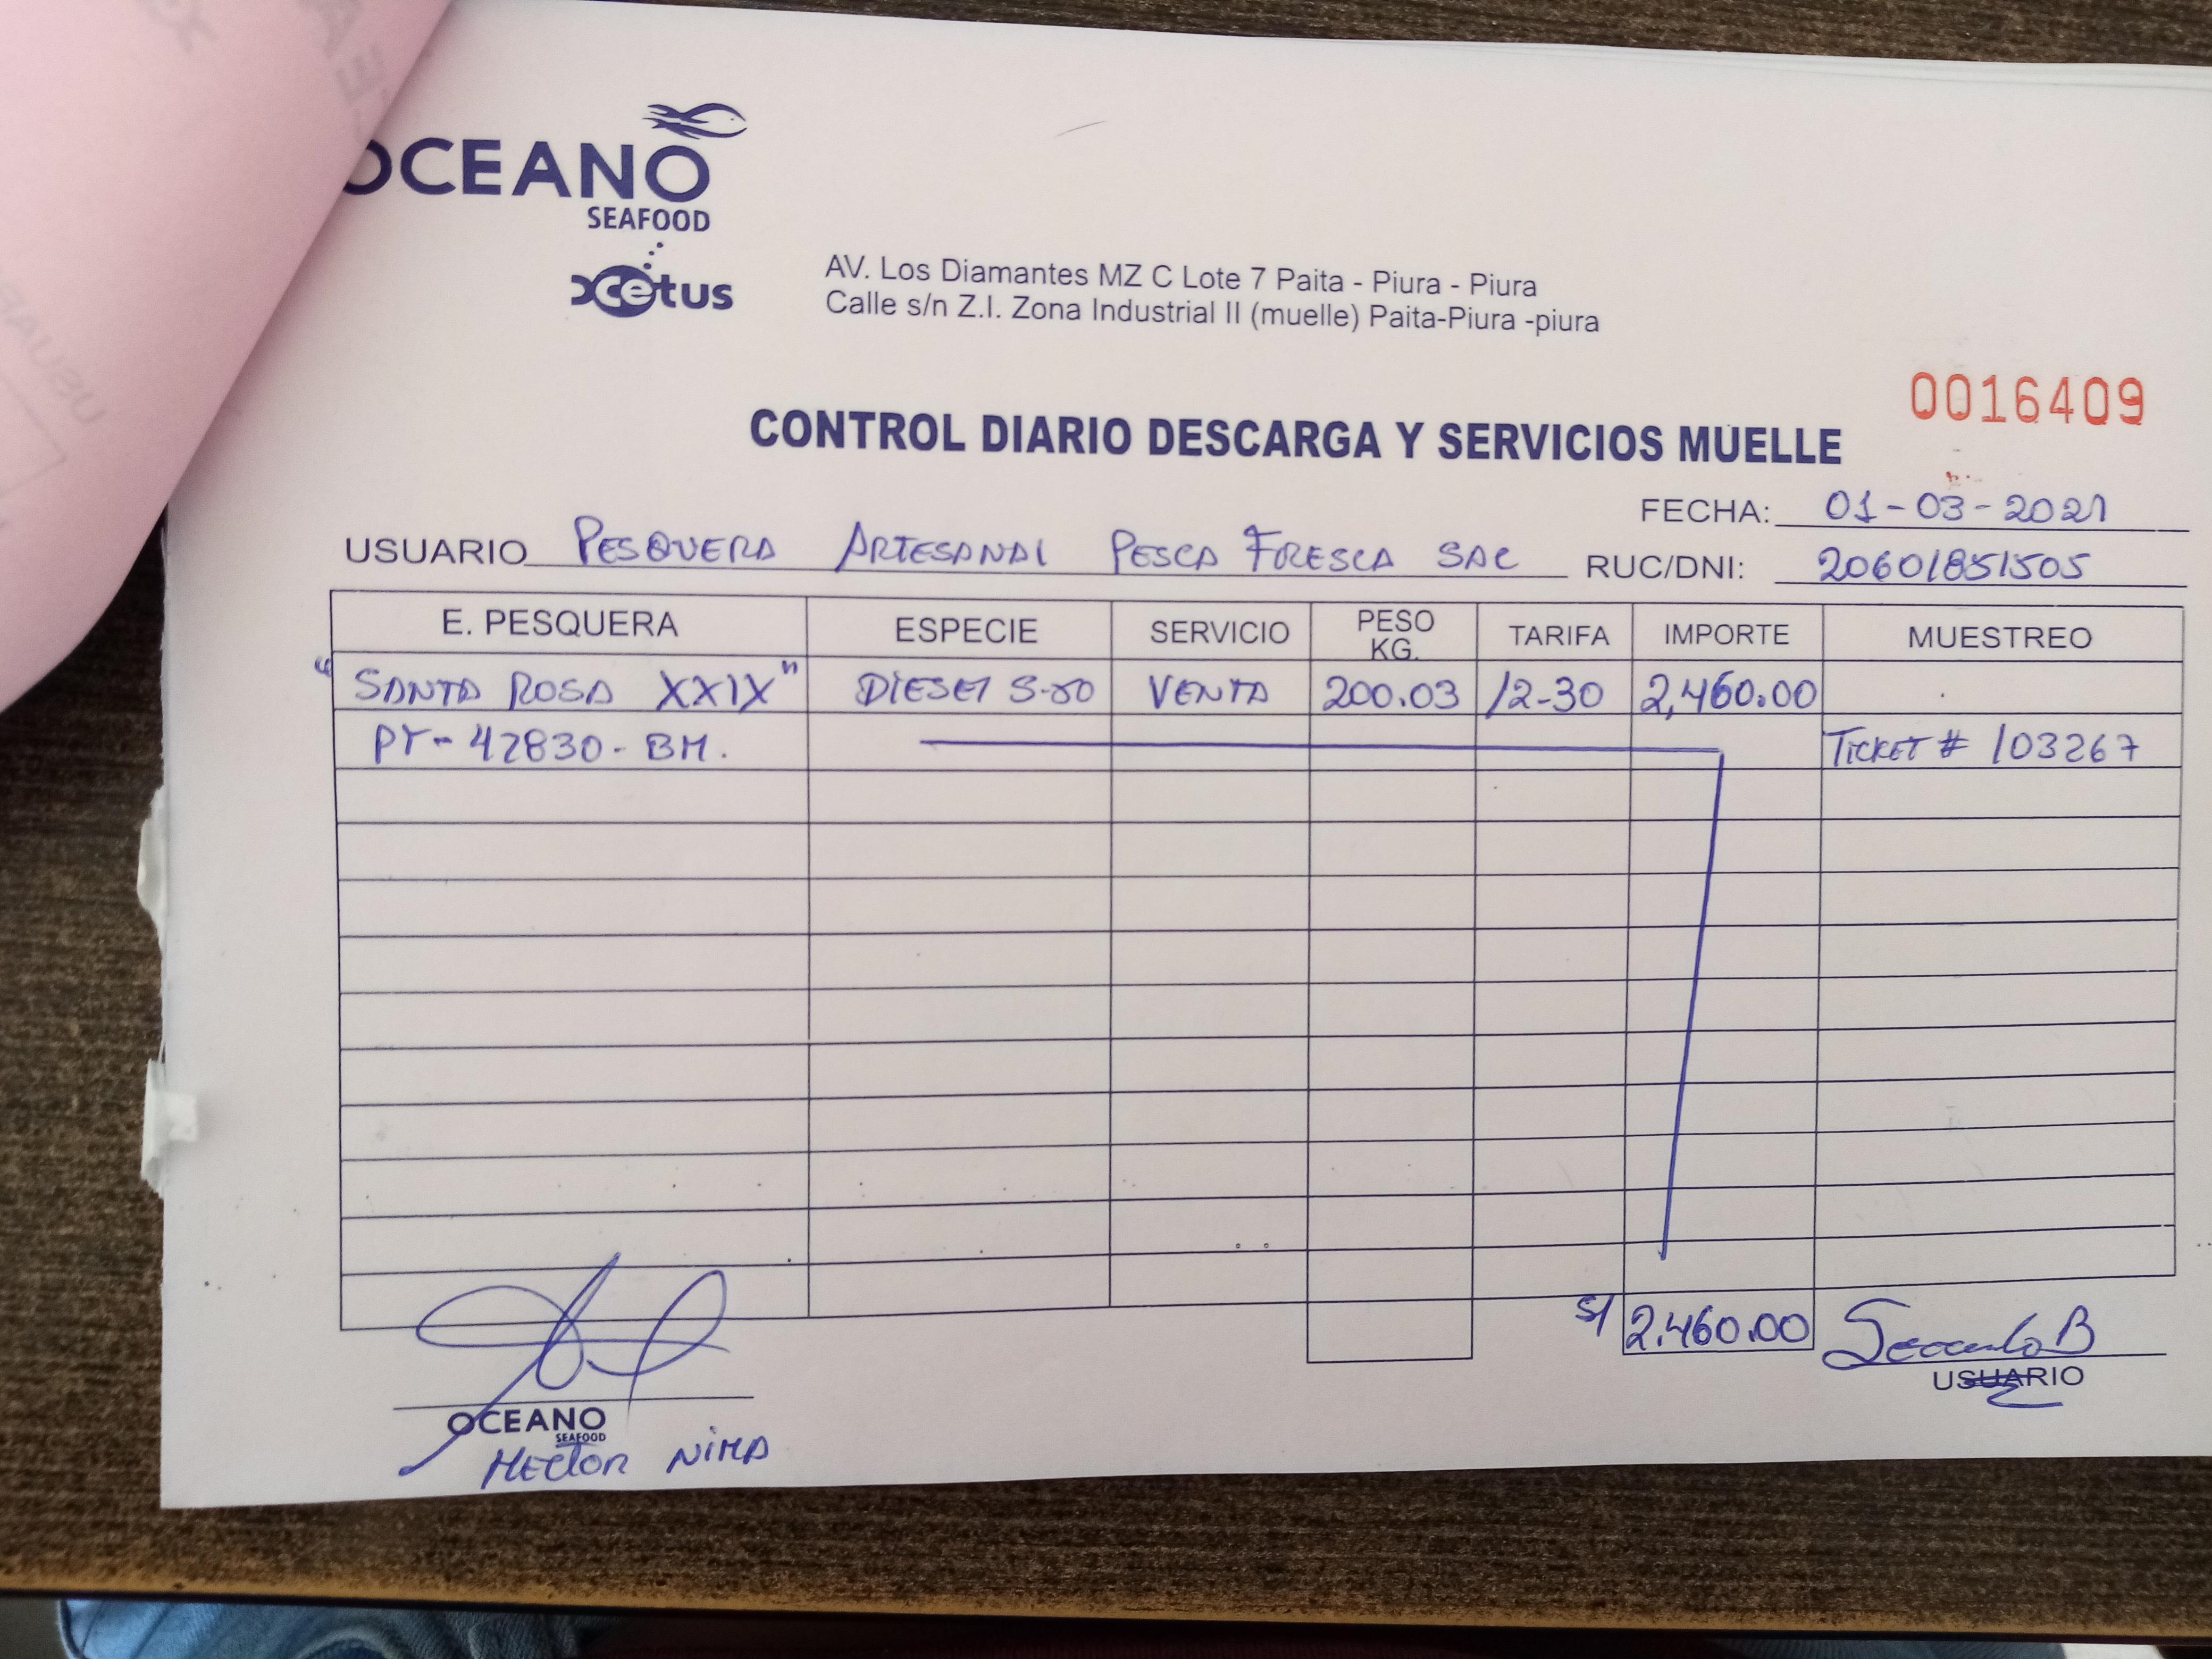 OCEANO
SEAFOOD
Xcetus
AV. Los Diamantes MZ C Lote 7 Paita - Piura - Piura
Calle s/n Z.I. Zona Industrial II (muelle) Paita-Piura -piura
0016409
CONTROL DIARIO DESCARGA Y SERVICIOS MUELLE
FECHA: 01-03-2021
USUARIO PESQUERA ARTESANAL PESCA FRESCA SAC RUC/DNI: 20601851505
E. PESQUERA ESPECIE SERVICIO PESO KG. TARIFA IMPORTE MUESTREO
"SANTA ROSA XXIX" DIESEL S-50 VENTA 200.03 12-30 2,460.00
PT-42830-BM. TICKET # 103267
S/ 2.460.00
USUARIO
OCEANO
SEAFOOD
HECTOR NIMA